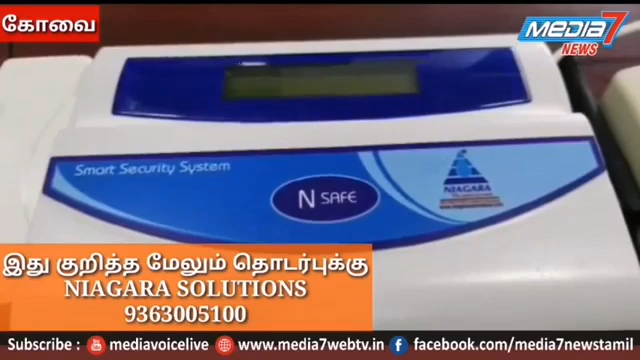 கோவை
MEDIA 7
NEWS
Smart Security System
N SAFE
NIAGARA
இது குறித்த மேலும் தொடர்புக்கு
NIAGARA SOLUTIONS
9363005100
Subscribe : mediavoicelive @ www.media7webtv.in facebook.com/media7newstamil